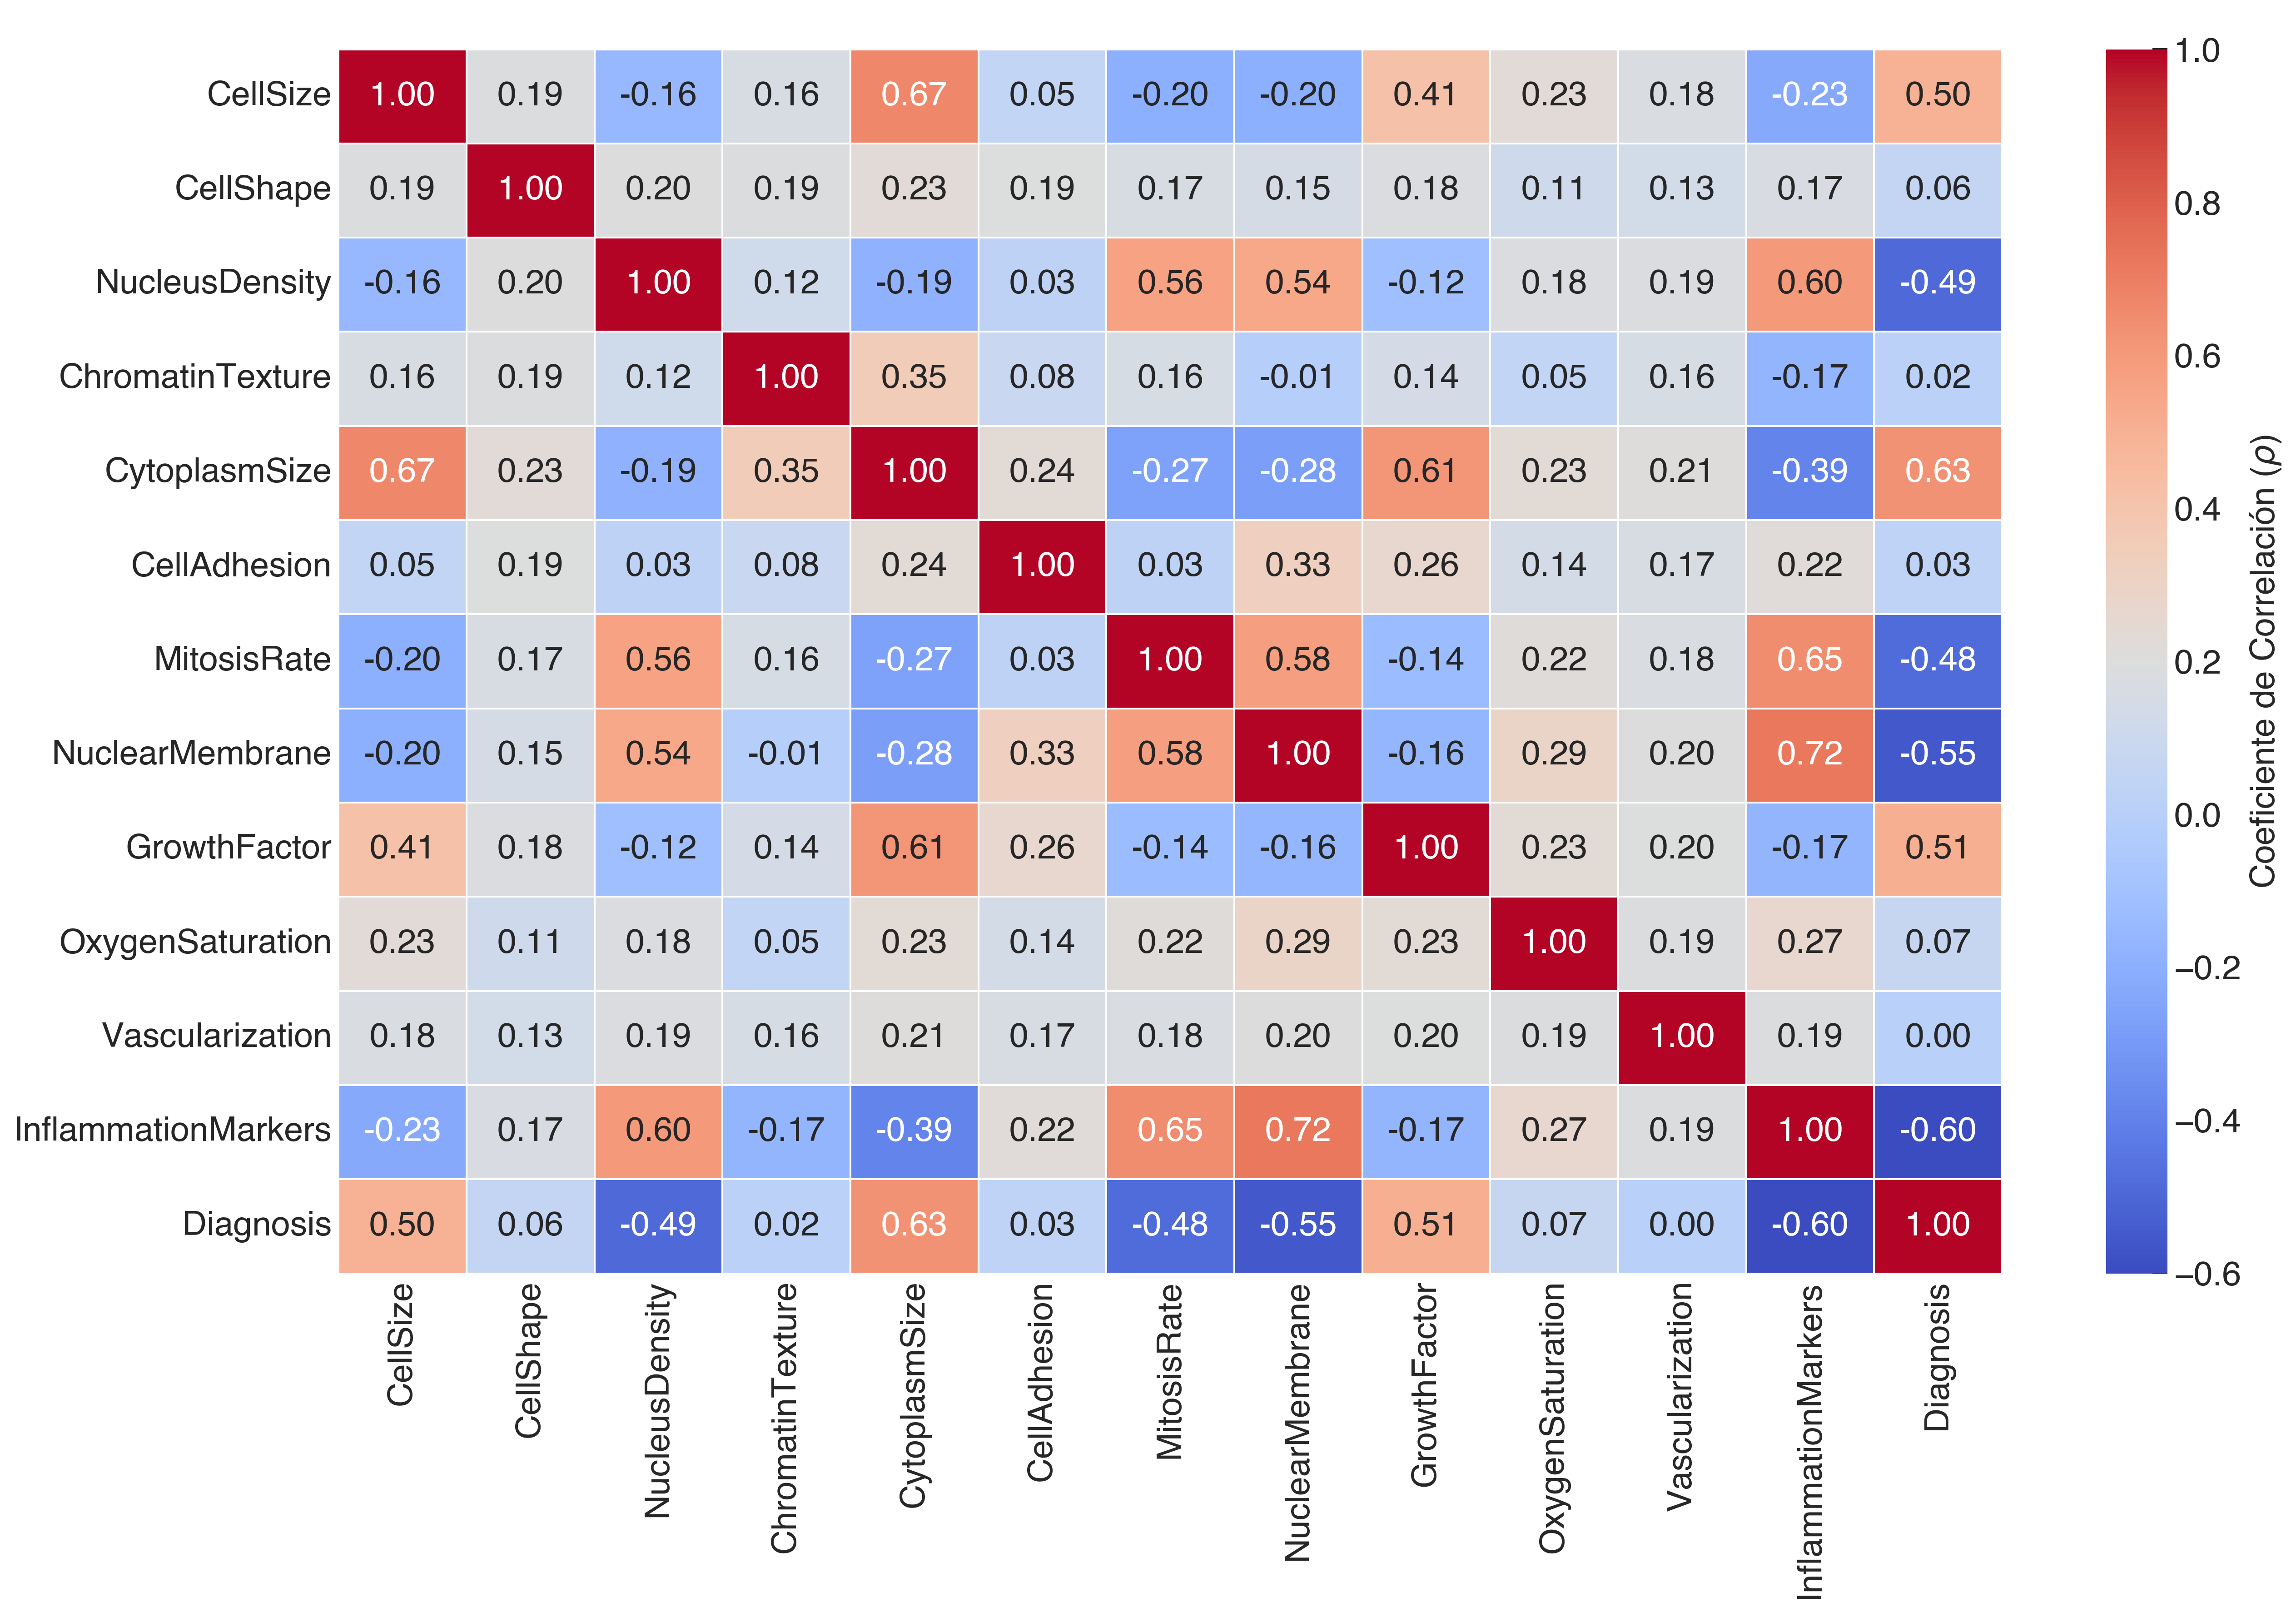 CellSize 1.00 0.19 -0.16 0.16 0.67 0.05 -0.20 -0.20 0.41 0.23 0.18 -0.23 0.50
CellShape 0.19 1.00 0.20 0.19 0.23 0.19 0.17 0.15 0.18 0.11 0.13 0.17 0.06
NucleusDensity -0.16 0.20 1.00 0.12 -0.19 0.03 0.56 0.54 -0.12 0.18 0.19 0.60 -0.49
ChromatinTexture 0.16 0.19 0.12 1.00 0.35 0.08 0.16 -0.01 0.14 0.05 0.16 -0.17 0.02
CytoplasmSize 0.67 0.23 -0.19 0.35 1.00 0.24 -0.27 -0.28 0.61 0.23 0.21 -0.39 0.63
CellAdhesion 0.05 0.19 0.03 0.08 0.24 1.00 0.03 0.33 0.26 0.14 0.17 0.22 0.03
MitosisRate -0.20 0.17 0.56 0.16 -0.27 0.03 1.00 0.58 -0.14 0.22 0.18 0.65 -0.48
NuclearMembrane -0.20 0.15 0.54 -0.01 -0.28 0.33 0.58 1.00 -0.16 0.29 0.20 0.72 -0.55
GrowthFactor 0.41 0.18 -0.12 0.14 0.61 0.26 -0.14 -0.16 1.00 0.23 0.20 -0.17 0.51
OxygenSaturation 0.23 0.11 0.18 0.05 0.23 0.14 0.22 0.29 0.23 1.00 0.19 0.27 0.07
Vascularization 0.18 0.13 0.19 0.16 0.21 0.17 0.18 0.20 0.20 0.19 1.00 0.19 0.00
InflammationMarkers -0.23 0.17 0.60 -0.17 -0.39 0.22 0.65 0.72 -0.17 0.27 0.19 1.00 -0.60
Diagnosis 0.50 0.06 -0.49 0.02 0.63 0.03 -0.48 -0.55 0.51 0.07 0.00 -0.60 1.00
CellSize
CellShape
NucleusDensity
ChromatinTexture
CytoplasmSize
CellAdhesion
MitosisRate
NuclearMembrane
GrowthFactor
OxygenSaturation
Vascularization
InflammationMarkers
Diagnosis
1.0
0.8
0.6
0.4
0.2
0.0
−0.2
−0.4
−0.6
Coeficiente de Correlación (ρ)